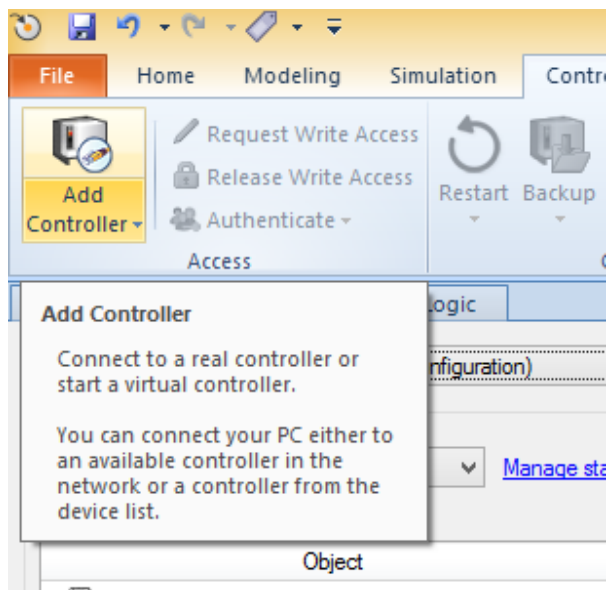 File Home Modeling Simulation
Add
Controller
Request Write Access
Release Write Access
Authenticate
Restart Backup
Access
Add Controller
Connect to a real controller or
start a virtual controller.
You can connect your PC either to
an available controller in the
network or a controller from the
device list.
Manage
Object